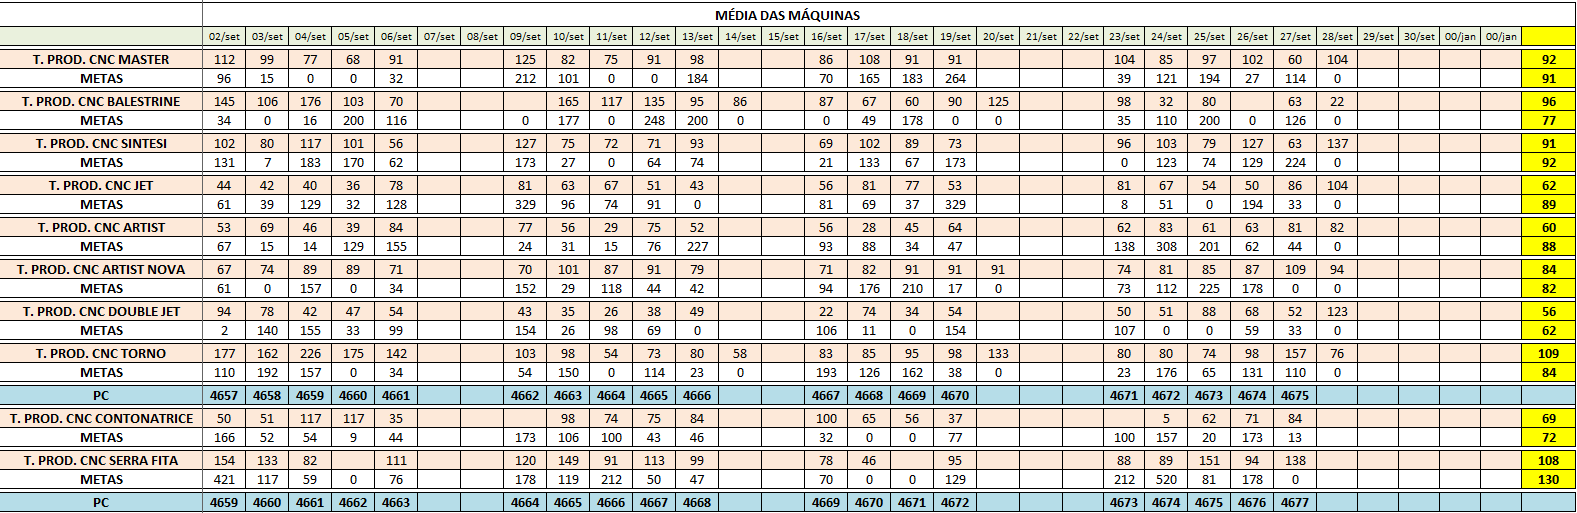 MÉDIA DAS MÁQUINAS
02/set 03/set 04/set 05/set 06/set 07/set 08/set 09/set 10/set 11/set 12/set 13/set 14/set 15/set 16/set 17/set 18/set 19/set 20/set 21/set 22/set 23/set 24/set 25/set 26/set 27/set 28/set 29/set 30/set 00/jan 00/jan
T. PROD. CNC MASTER 112 99 77 68 91 125 82 75 91 98 86 108 91 91 104 85 97 102 60 104 92
METAS 96 15 0 0 32 212 101 0 0 184 70 165 183 264 39 121 194 27 114 0 91
T. PROD. CNC BALESTRINE 145 106 176 103 70 165 117 135 95 86 87 67 60 90 125 98 32 80 63 22 96
METAS 34 0 16 200 116 0 177 0 248 200 0 0 49 178 0 0 35 110 200 0 126 0 77
T. PROD. CNC SINTESI 102 80 117 101 56 127 75 72 71 93 69 102 89 73 96 103 79 127 63 137 91
METAS 131 7 183 170 62 173 27 0 64 74 21 133 67 173 0 123 74 129 224 0 92
T. PROD. CNC JET 44 42 40 36 78 81 63 67 51 43 56 81 77 53 81 67 54 50 86 104 62
METAS 61 39 129 32 128 329 96 74 91 0 81 69 37 329 8 51 0 194 33 0 89
T. PROD. CNC ARTIST 53 69 46 39 84 77 56 29 75 52 56 28 45 64 62 83 61 63 81 82 60
METAS 67 15 14 129 155 24 31 15 76 227 93 88 34 47 138 308 201 62 44 0 88
T. PROD. CNC ARTIST NOVA 67 74 89 89 71 70 101 87 91 79 71 82 91 91 91 74 81 85 87 109 94 84
METAS 61 0 157 0 34 152 29 118 44 42 94 176 210 17 0 73 112 225 178 0 0 82
T. PROD. CNC DOUBLE JET 94 78 42 47 54 43 35 26 38 49 22 74 34 54 50 51 88 68 52 123 56
METAS 2 140 155 33 99 154 26 98 69 0 106 11 0 154 107 0 0 59 33 0 62
T. PROD. CNC TORNO 177 162 226 175 142 103 98 54 73 80 58 83 85 95 98 133 80 80 74 98 157 76 109
METAS 110 192 157 0 34 54 150 0 114 23 0 193 126 162 38 0 23 176 65 131 110 0 84
PC 4657 4658 4659 4660 4661 4662 4663 4664 4665 4666 4667 4668 4669 4670 4671 4672 4673 4674 4675
T. PROD. CNC CONTONATRICE 50 51 117 117 35 98 74 75 84 100 65 56 37 5 62 71 84 69
METAS 166 52 54 9 44 173 106 100 43 46 32 0 0 77 100 157 20 173 13 72
T. PROD. CNC SERRA FITA 154 133 82 111 120 149 91 113 99 78 46 95 88 89 151 94 138 108
METAS 421 117 59 0 76 178 119 212 50 47 70 0 0 129 212 520 81 178 0 130
PC 4659 4660 4661 4662 4663 4664 4665 4666 4667 4668 4669 4670 4671 4672 4673 4674 4675 4676 4677